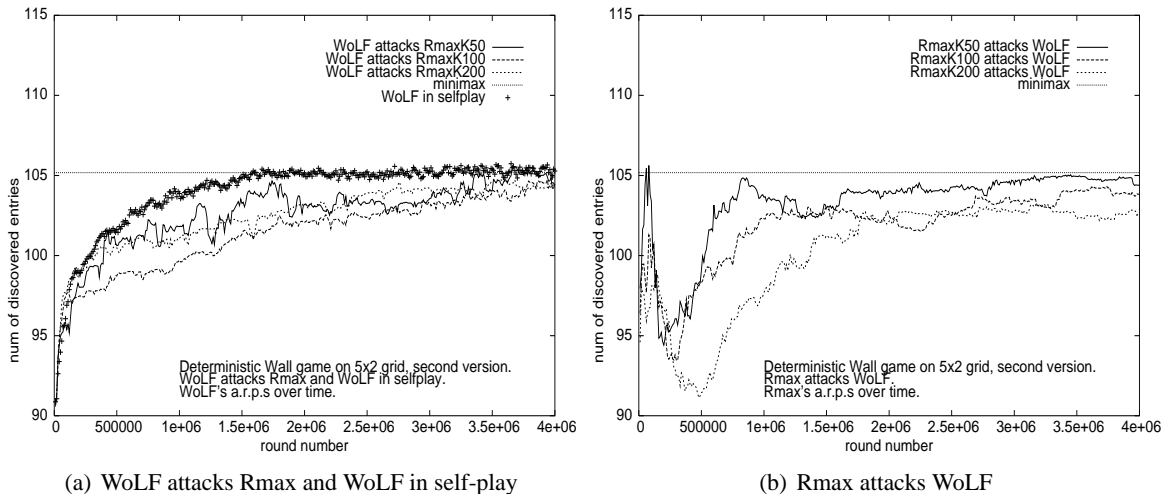 115
110
105
100
95
90
num of discovered entries
WoLF attacks RmaxK50
WoLF attacks RmaxK100
WoLF attacks RmaxK200
minimax
WoLF in selfplay
Deterministic Wall game on 5x2 grid, second version.
WoLF attacks Rmax and WoLF in selfplay.
WoLF's a.r.p.s over time.
0 500000 1e+06 1.5e+06 2e+06 2.5e+06 3e+06 3.5e+06 4e+06
round number
(a) WoLF attacks Rmax and WoLF in self-play
115
110
105
100
95
90
num of discovered entries
RmaxK50 attacks WoLF
RmaxK100 attacks WoLF
RmaxK200 attacks WoLF
minimax
Deterministic Wall game on 5x2 grid, second version.
Rmax attacks WoLF.
Rmax's a.r.p.s over time.
0 500000 1e+06 1.5e+06 2e+06 2.5e+06 3e+06 3.5e+06 4e+06
round number
(b) Rmax attacks WoLF